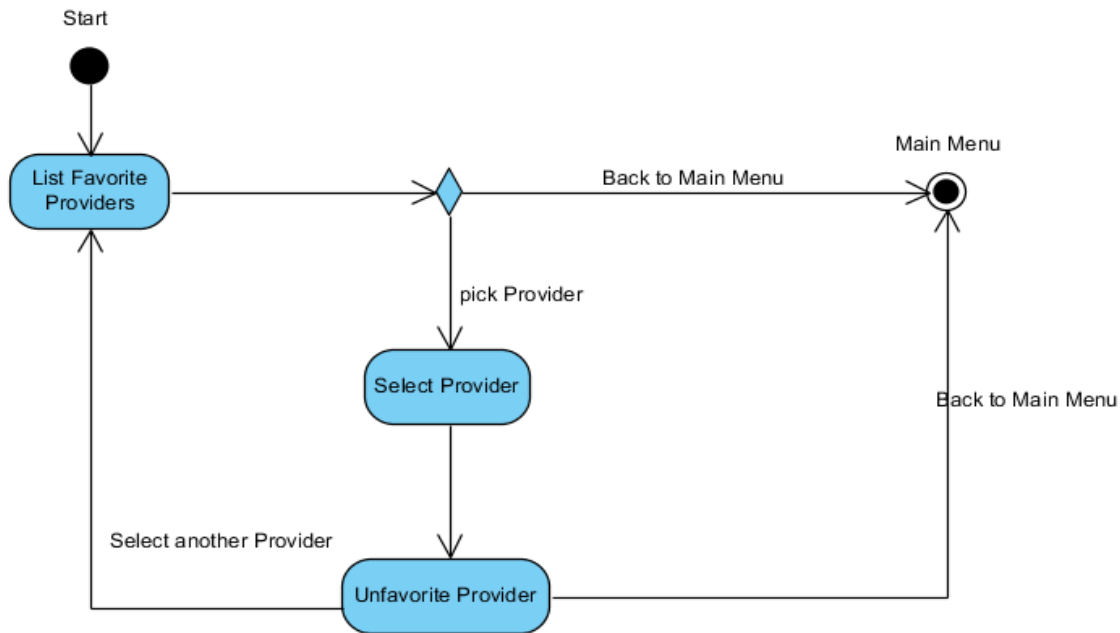 Start
Main Menu
List Favorite
Providers
Back to Main Menu
pick Provider
Select Provider
Back to Main Menu
Select another Provider
Unfavorite Provider